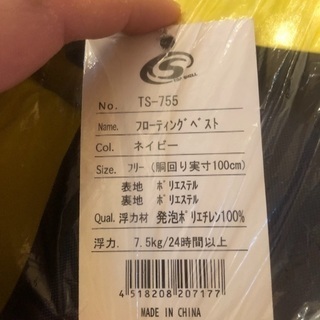 No. TS-755
Name. フローティングベスト
Col. ネイビー
Size. フリー (胴回り実寸100cm)
表地 ポリエステル
裏地 ポリエステル
Qual. 浮力材 発泡ポリエチレン100%
浮力. 7.5kg/24時間以上
4 518208 207177
MADE IN CHINA